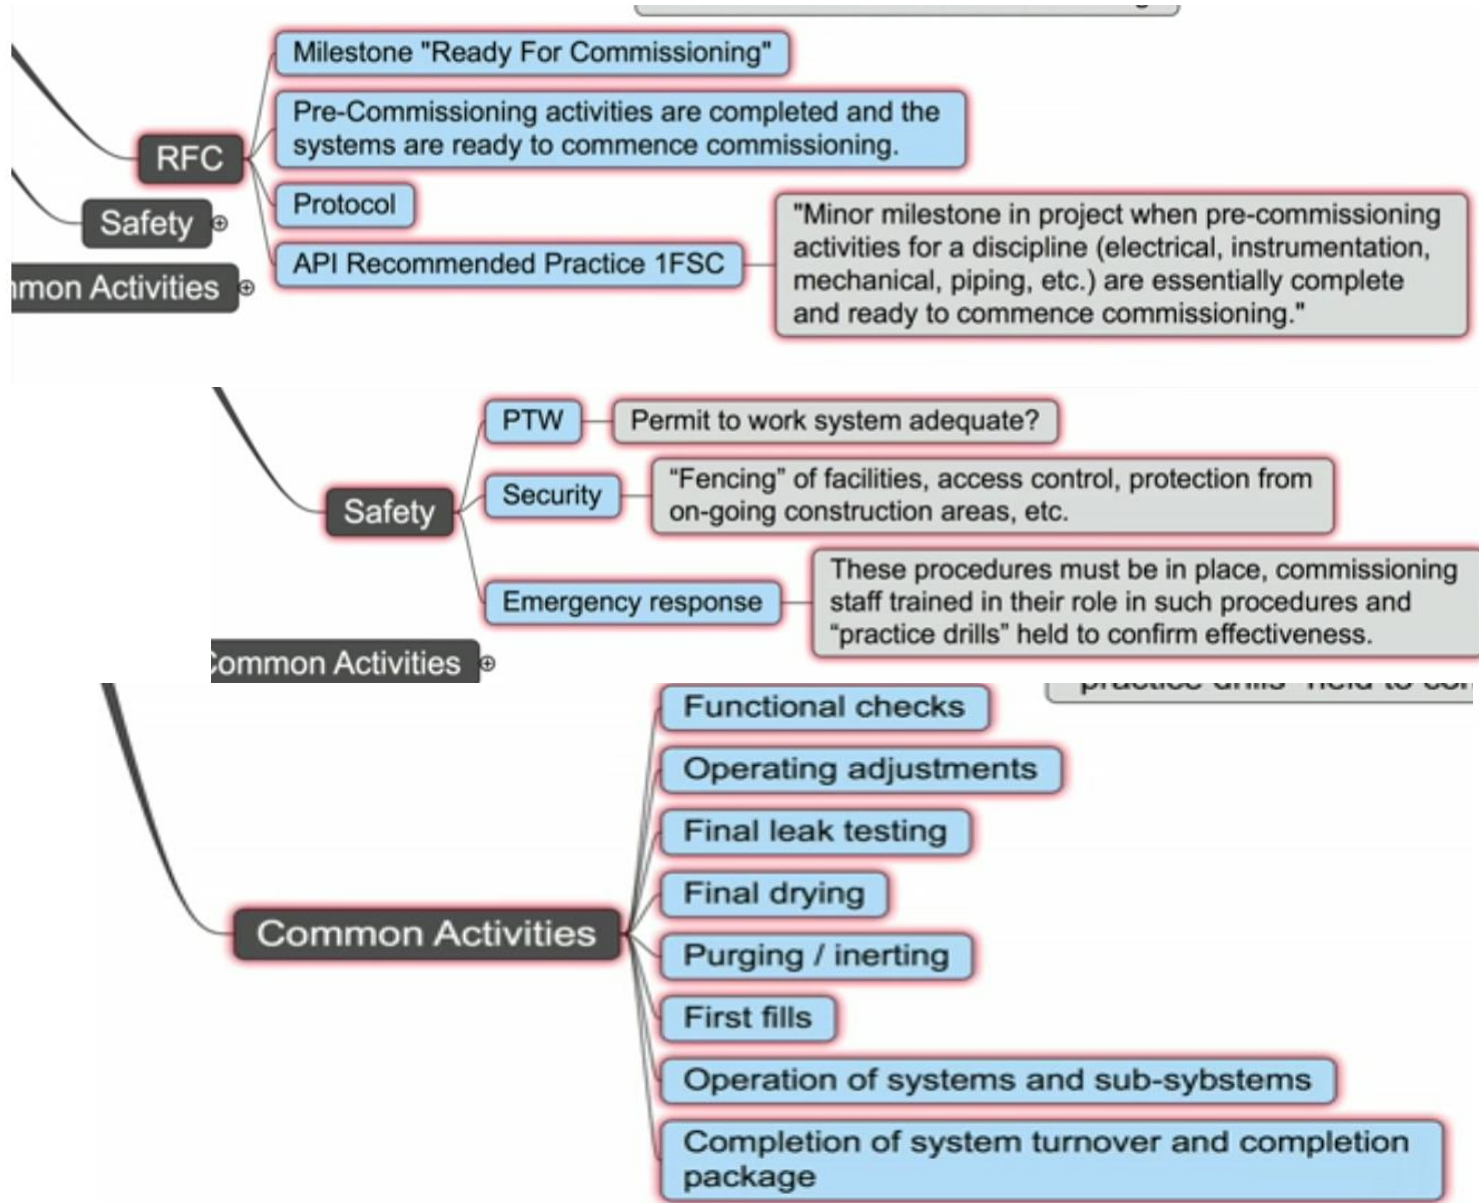 Milestone "Ready For Commissioning"
Pre-Commissioning activities are completed and the
systems are ready to commence commissioning.
RFC
Protocol
Safety
API Recommended Practice 1FSC
"Minor milestone in project when pre-commissioning
activities for a discipline (electrical, instrumentation,
mechanical, piping, etc.) are essentially complete
and ready to commence commissioning."
mmon Activities
PTW
Permit to work system adequate?
Safety
Security
“Fencing” of facilities, access control, protection from
on-going construction areas, etc.
Emergency response
These procedures must be in place, commissioning
staff trained in their role in such procedures and
“practice drills” held to confirm effectiveness.
Common Activities
Functional checks
Operating adjustments
Final leak testing
Final drying
Common Activities
Purging / inerting
First fills
Operation of systems and sub-sybstems
Completion of system turnover and completion
package